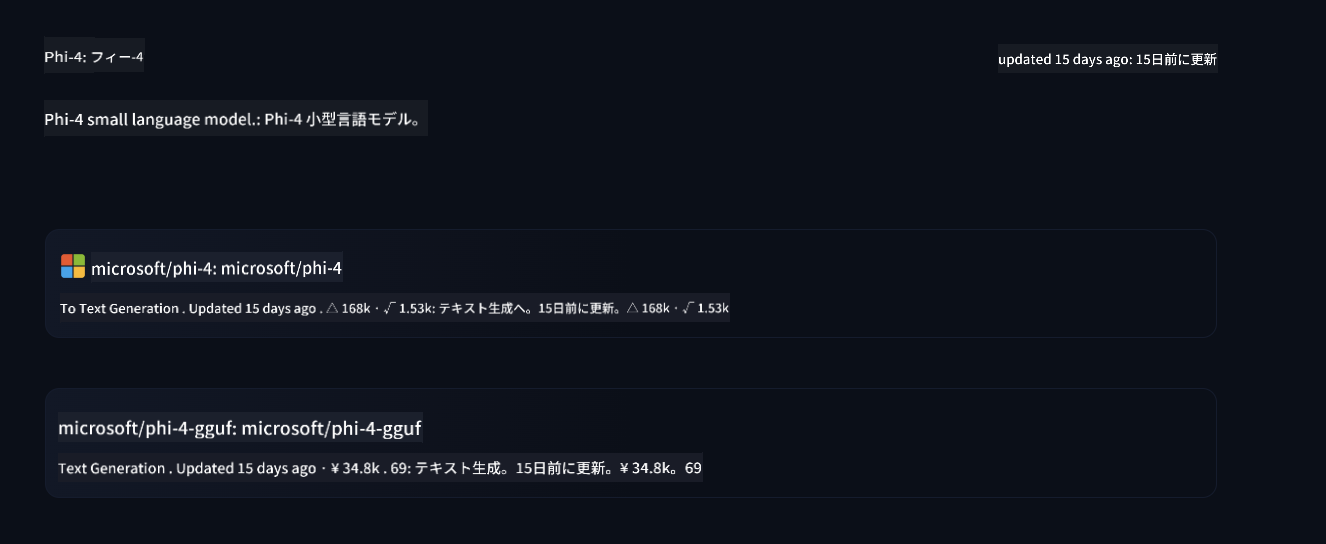 Phi-4: フィー-4
updated 15 days ago: 15日前に更新
Phi-4 small language model.: Phi-4 小型言語モデル。
microsoft/phi-4: microsoft/phi-4
To Text Generation . Updated 15 days ago . △ 168k · √ 1.53k: テキスト生成へ。15日前に更新。△ 168k · √ 1.53k
microsoft/phi-4-gguf: microsoft/phi-4-gguf
Text Generation . Updated 15 days ago · ¥ 34.8k . 69: テキスト生成。15日前に更新。¥ 34.8k。69